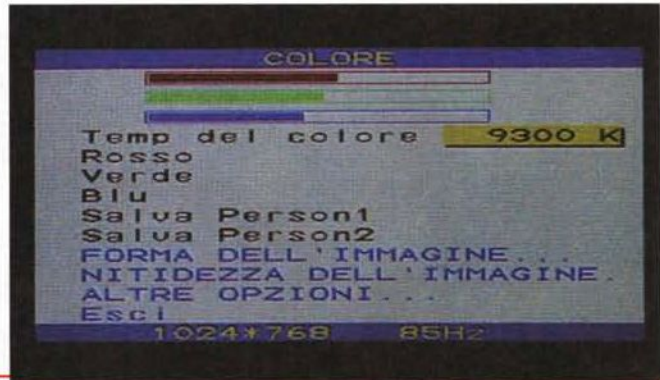 COLORE
Temp del colore 9300 K
Rosso
Verde
Blu
Salva Person1
Salva Person2
FORMA DELL'IMMAGINE...
NITIDEZZA DELL'IMMAGINE.
ALTRE OPZIONI...
Esci
1024*768 85Hz